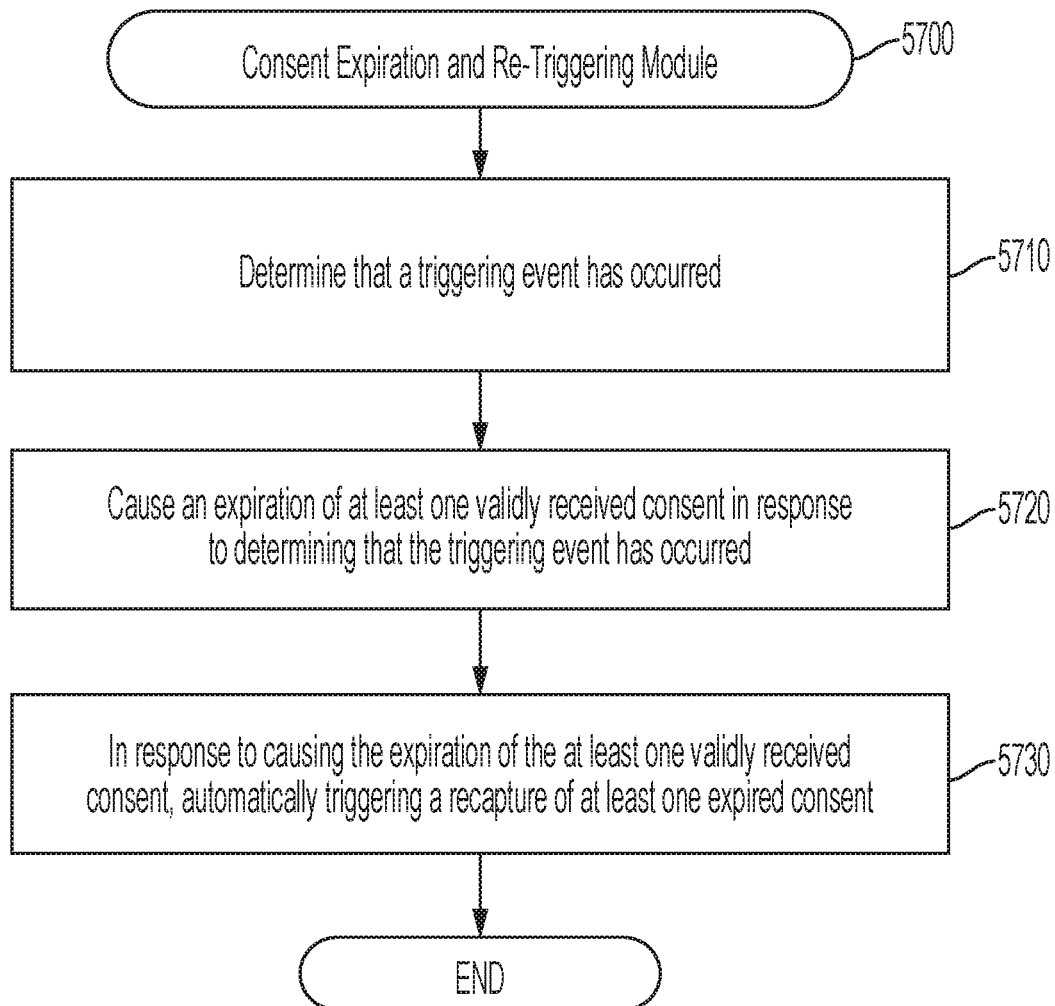 Consent Expiration and Re-Triggering Module
5700
Determine that a triggering event has occurred
5710
Cause an expiration of at least one validly received consent in response
to determining that the triggering event has occurred
5720
In response to causing the expiration of the at least one validly received
consent, automatically triggering a recapture of at least one expired consent
5730
END